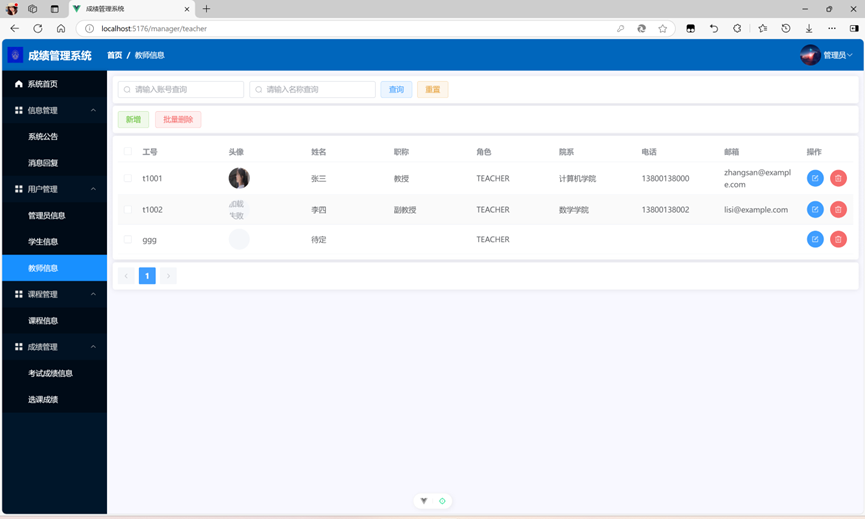 成绩管理系统
localhost:5176/manager/teacher
成绩管理系统
首页 / 教师信息
管理员
系统首页
信息管理
系统公告
消息回复
用户管理
管理员信息
学生信息
教师信息
课程管理
课程信息
成绩管理
考试成绩信息
选课成绩
请输入账号查询 请输入名称查询 查询 重置
新增 批量删除
工号 头像 姓名 职称 角色 院系 电话 邮箱 操作
t1001 张三 教授 TEACHER 计算机学院 13800138000 zhangsan@exampl
e.com
t1002 加载 李四 副教授 TEACHER 数学学院 13800138002 lisi@example.com
失败
ggg 待定 TEACHER
1